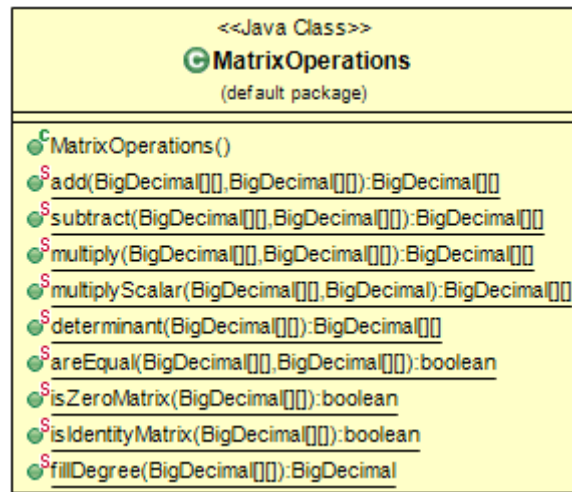 <<Java Class>>
C MatrixOperations
(default package)
C MatrixOperations()
S add(BigDecimal[][],BigDecimal[][]):BigDecimal[][]
S subtract(BigDecimal[][],BigDecimal[][]):BigDecimal[][]
S multiply(BigDecimal[][],BigDecimal[][]):BigDecimal[][]
S multiplyScalar(BigDecimal[][],BigDecimal):BigDecimal[][]
S determinant(BigDecimal[][]):BigDecimal[][]
S areEqual(BigDecimal[][],BigDecimal[][]):boolean
S isZeroMatrix(BigDecimal[][]):boolean
S isIdentityMatrix(BigDecimal[][]):boolean
S fillDegree(BigDecimal[][]):BigDecimal